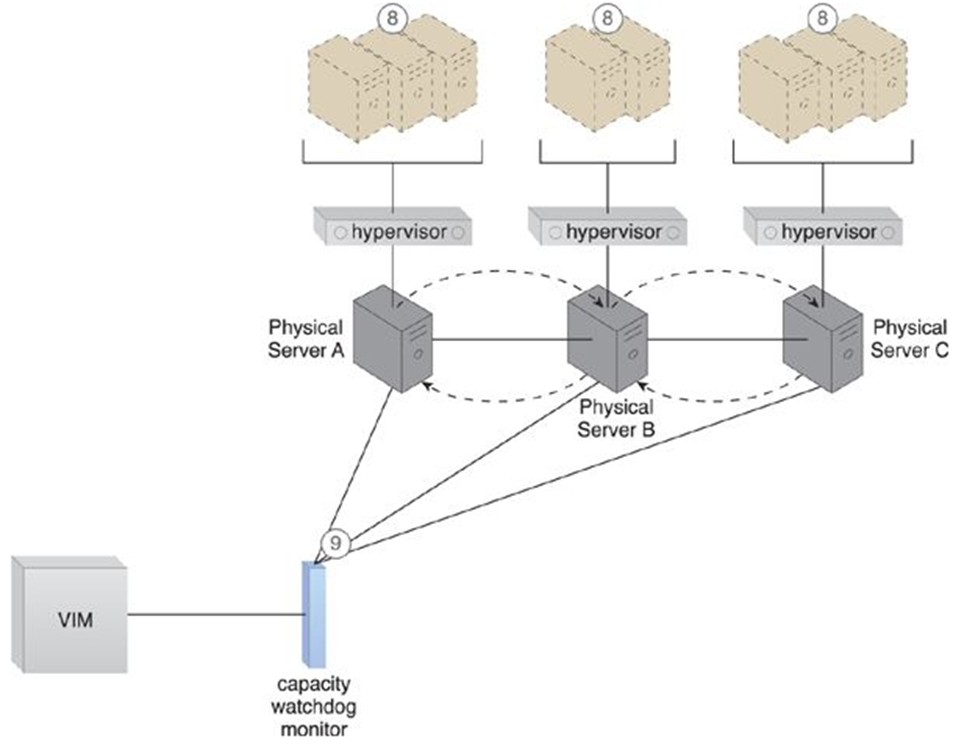 8
8
8
hypervisor
hypervisor
hypervisor
Physical
Server A
Physical
Server B
Physical
Server C
9
VIM
capacity
watchdog
monitor